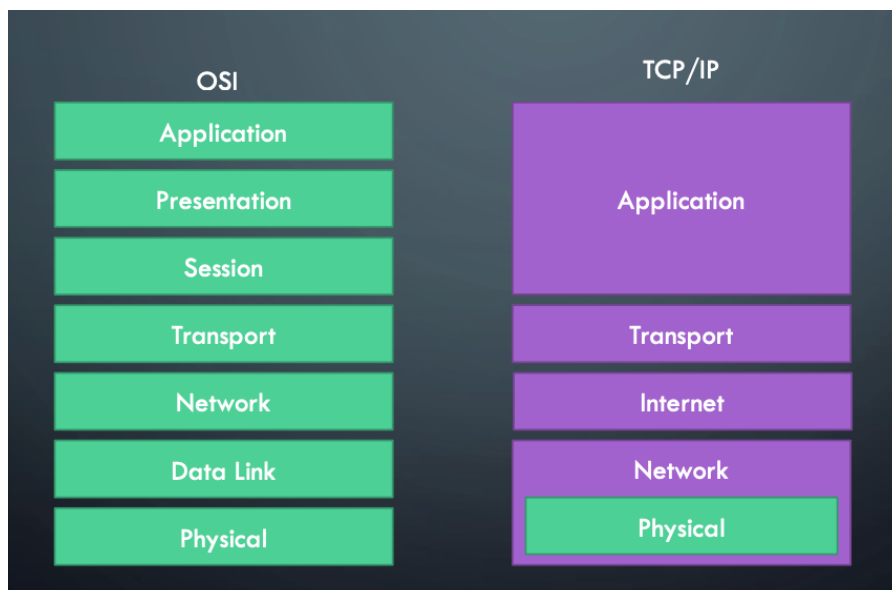 OSI
Application
Presentation
Session
Transport
Network
Data Link
Physical
TCP/IP
Application
Transport
Internet
Network
Physical